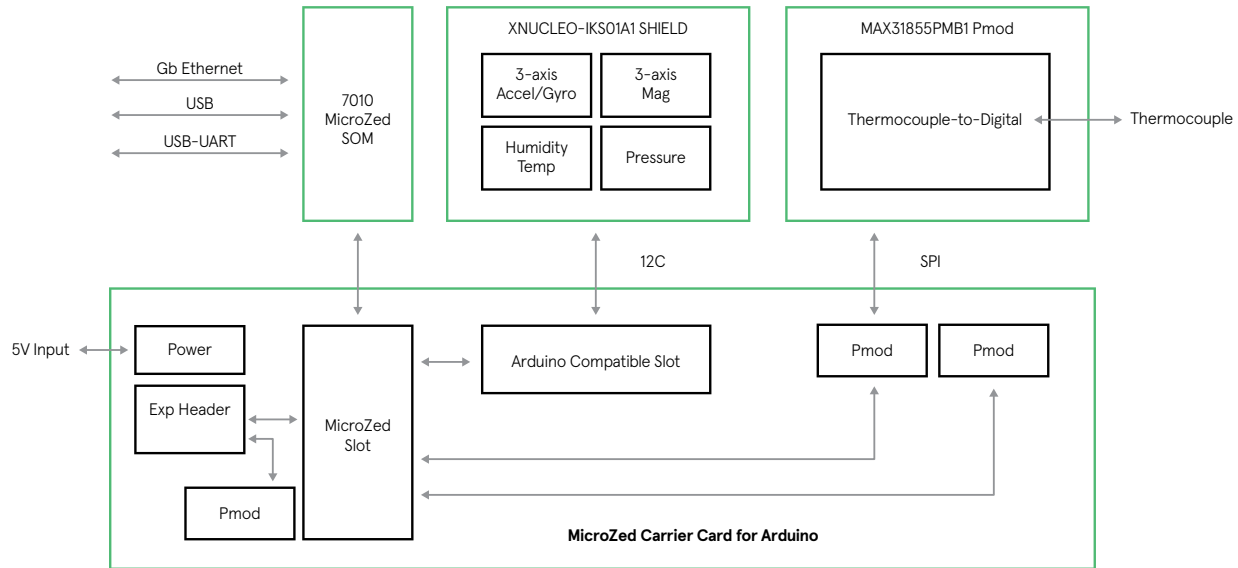 XNUCLEO-IKS01A1 SHIELD
MAX31855PMB1 Pmod
Gb Ethernet
USB
USB-UART
7010
MicroZed
SOM
3-axis
Accel/Gyro
3-axis
Mag
Humidity
Temp
Pressure
Thermocouple-to-Digital
Thermocouple
12C
SPI
5V Input
Power
Exp Header
Pmod
MicroZed
Slot
Arduino Compatible Slot
Pmod
Pmod
MicroZed Carrier Card for Arduino